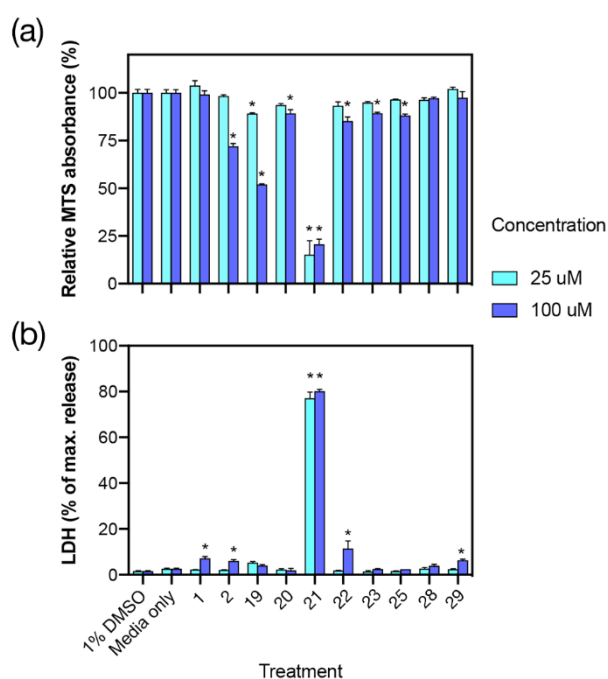 (a)
Relative MTS absorbance (%)
100
75
50
25
0
* * * * * * * * * *
Concentration
25 uM
100 uM
(b)
LDH (% of max. release)
100
80
60
40
20
0
* * * * * *
1% DMSO
Media only
1
2
19
20
21
22
23
25
28
29
Treatment